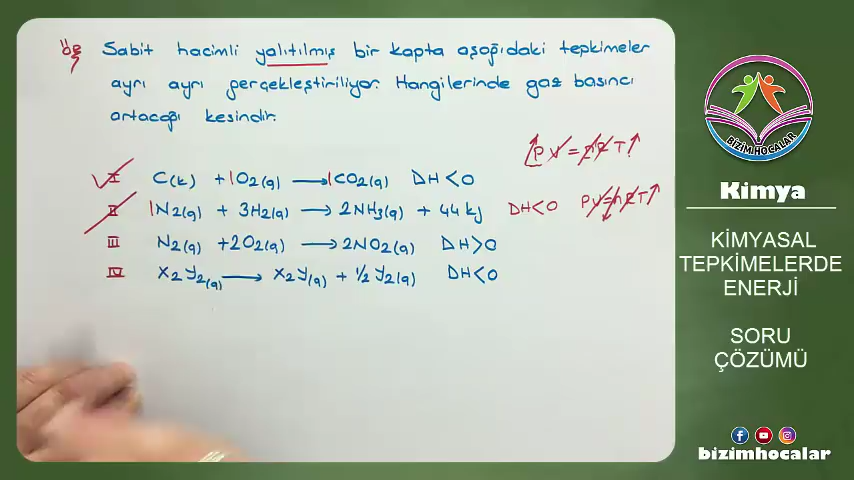 ör Sabit hacimli yalıtılmış bir kapta aşağıdaki tepkimeler
ayrı ayrı gerçekleştiriliyor. Hangilerinde gaz basıncı
artacağı kesindir.
PV = nRT
I C(k) + 1O₂(g) → 1CO₂(g) ΔH<0
II 1N₂(g) + 3H₂(g) → 2NH₃(g) + 44 kj ΔH<0 PV=nRT
III N₂(g) + 2O₂(g) → 2NO₂(g) ΔH>0
IV X₂Y₂(g) → X₂Y(g) + 1/2 Y₂(g) ΔH<0
BİZİM HOCALAR
Kimya
KİMYASAL
TEPKİMELERDE
ENERJİ
SORU
ÇÖZÜMÜ
bizimhocalar